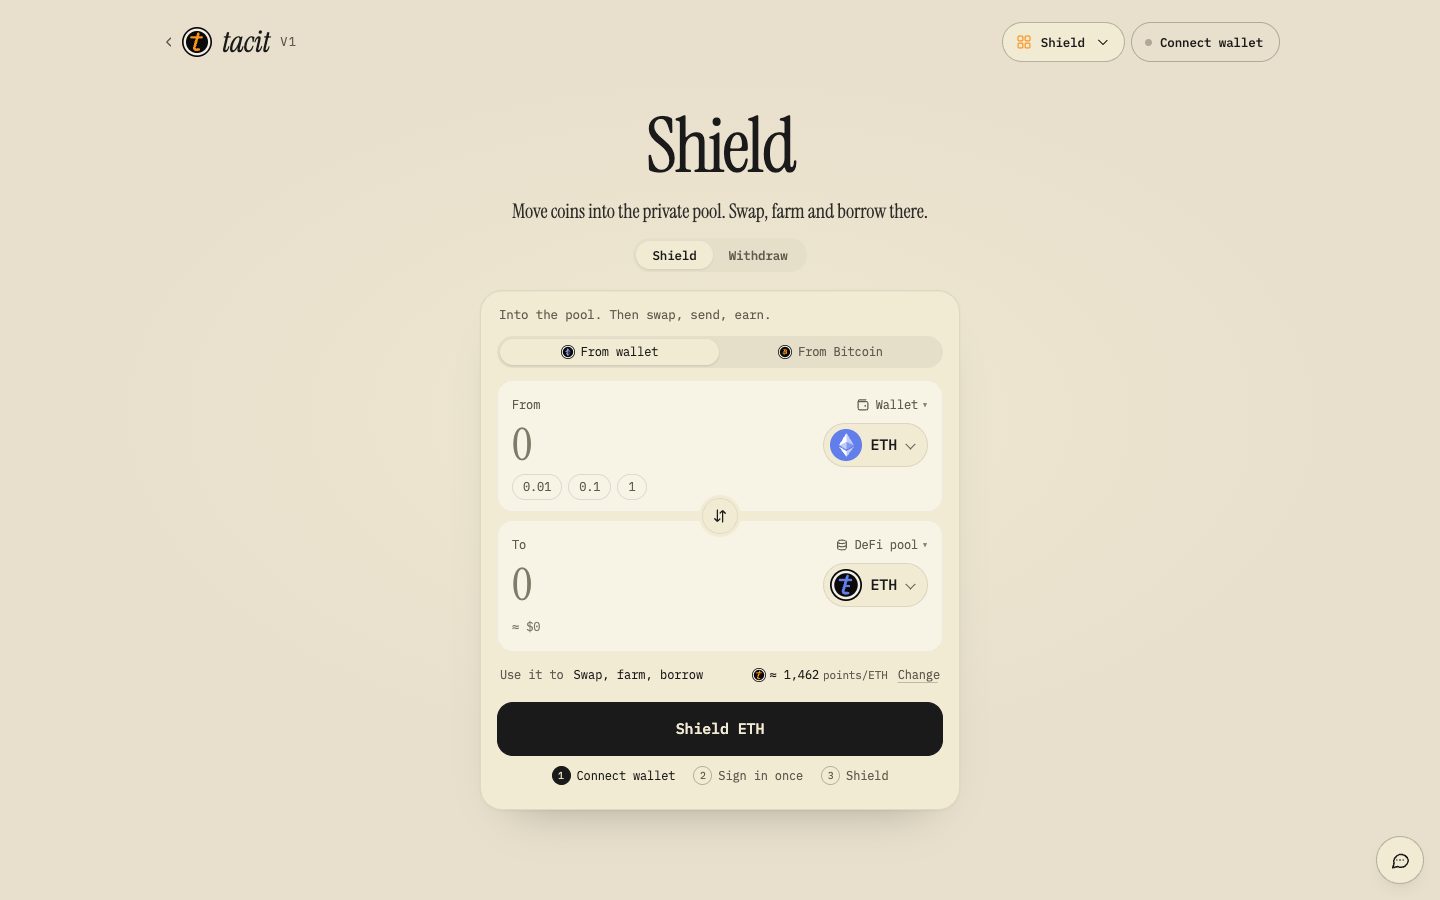 tacit V1
Shield
Connect wallet
Shield
Move coins into the private pool. Swap, farm and borrow there.
Shield
Withdraw
Into the pool. Then swap, send, earn.
From wallet
From Bitcoin
From
Wallet
0
ETH
0.01
0.1
1
To
DeFi pool
0
ETH
≈ $0
Use it to Swap, farm, borrow
≈ 1,462 points/ETH Change
Shield ETH
1 Connect wallet
2 Sign in once
3 Shield